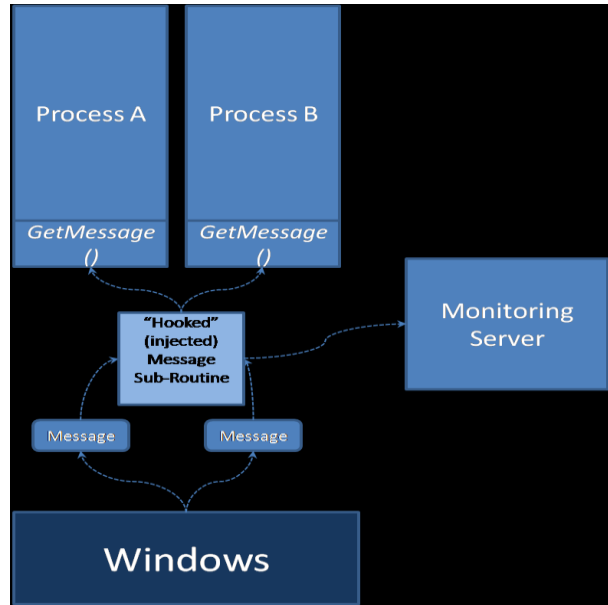 Process A
Process B
GetMessage
()
GetMessage
()
“Hooked”
(injected)
Message
Sub-Routine
Monitoring
Server
Message
Message
Windows